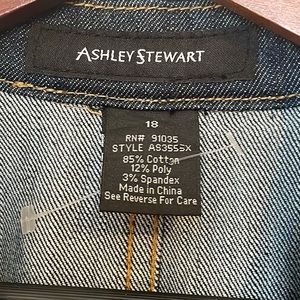 ASHLEY STEWART
18
RN# 91035
STYLE AS3555X
85% Cotton
12% Poly
3% Spandex
Made in China
See Reverse For Care